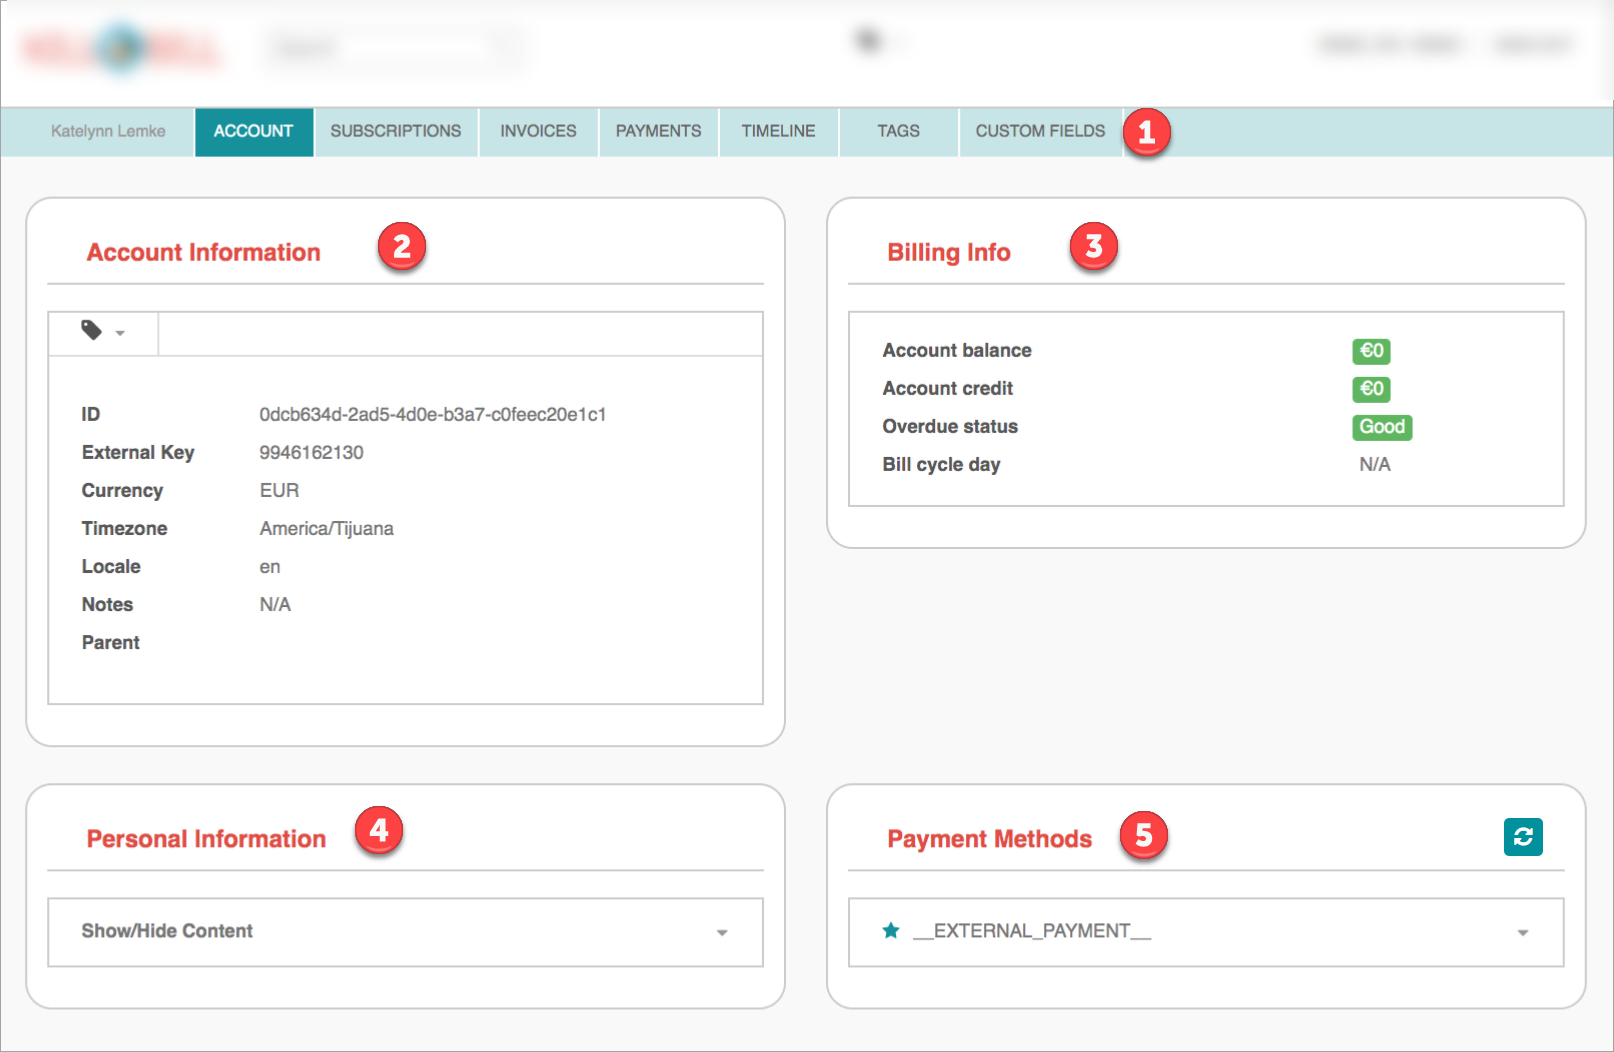 Katelynn Lemke ACCOUNT SUBSCRIPTIONS INVOICES PAYMENTS TIMELINE TAGS CUSTOM FIELDS 1
Account Information 2
ID 0dcb634d-2ad5-4d0e-b3a7-c0feec20e1c1
External Key 9946162130
Currency EUR
Timezone America/Tijuana
Locale en
Notes N/A
Parent
Billing Info 3
Account balance €0
Account credit €0
Overdue status Good
Bill cycle day N/A
Personal Information 4
Show/Hide Content
Payment Methods 5
__EXTERNAL_PAYMENT__